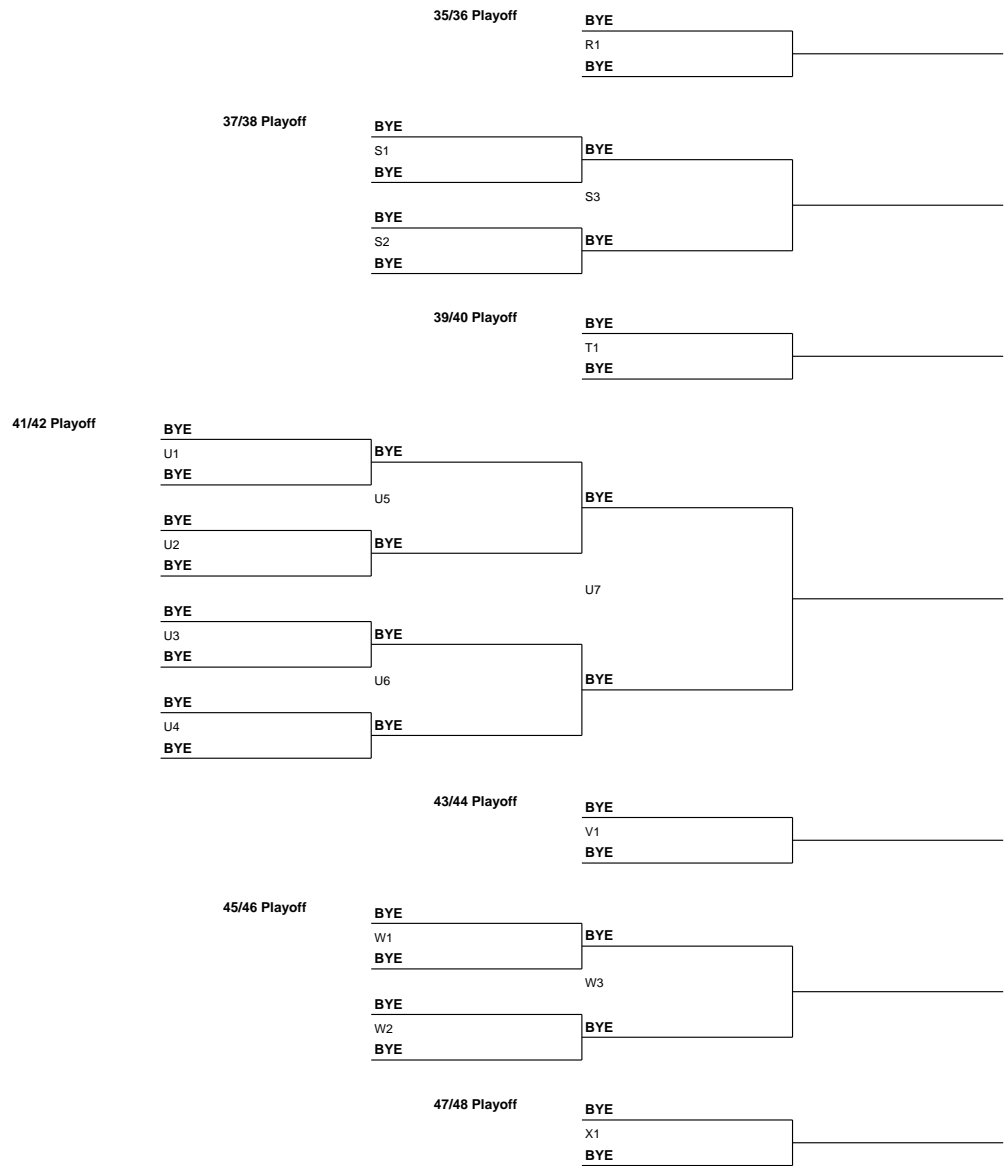 35/36 Playoff
BYE
R1
BYE
37/38 Playoff
BYE
S1
BYE
BYE
S3
BYE
S2
BYE
BYE
39/40 Playoff
BYE
T1
BYE
41/42 Playoff
BYE
U1
BYE
BYE
U5
BYE
BYE
U2
BYE
BYE
U7
BYE
U3
BYE
BYE
U6
BYE
BYE
U4
BYE
BYE
43/44 Playoff
BYE
V1
BYE
45/46 Playoff
BYE
W1
BYE
BYE
W3
BYE
W2
BYE
BYE
47/48 Playoff
BYE
X1
BYE